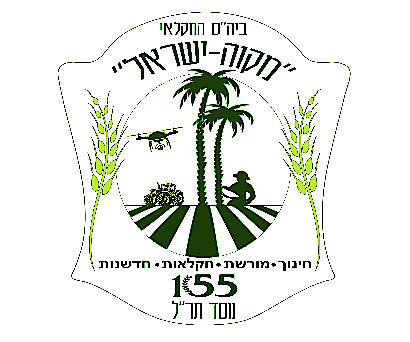 ביה"ס החקלאי
"מקוה-ישראל"
חינוך • מורשת • חקלאות • חדשנות
155
נוסד תר"ל